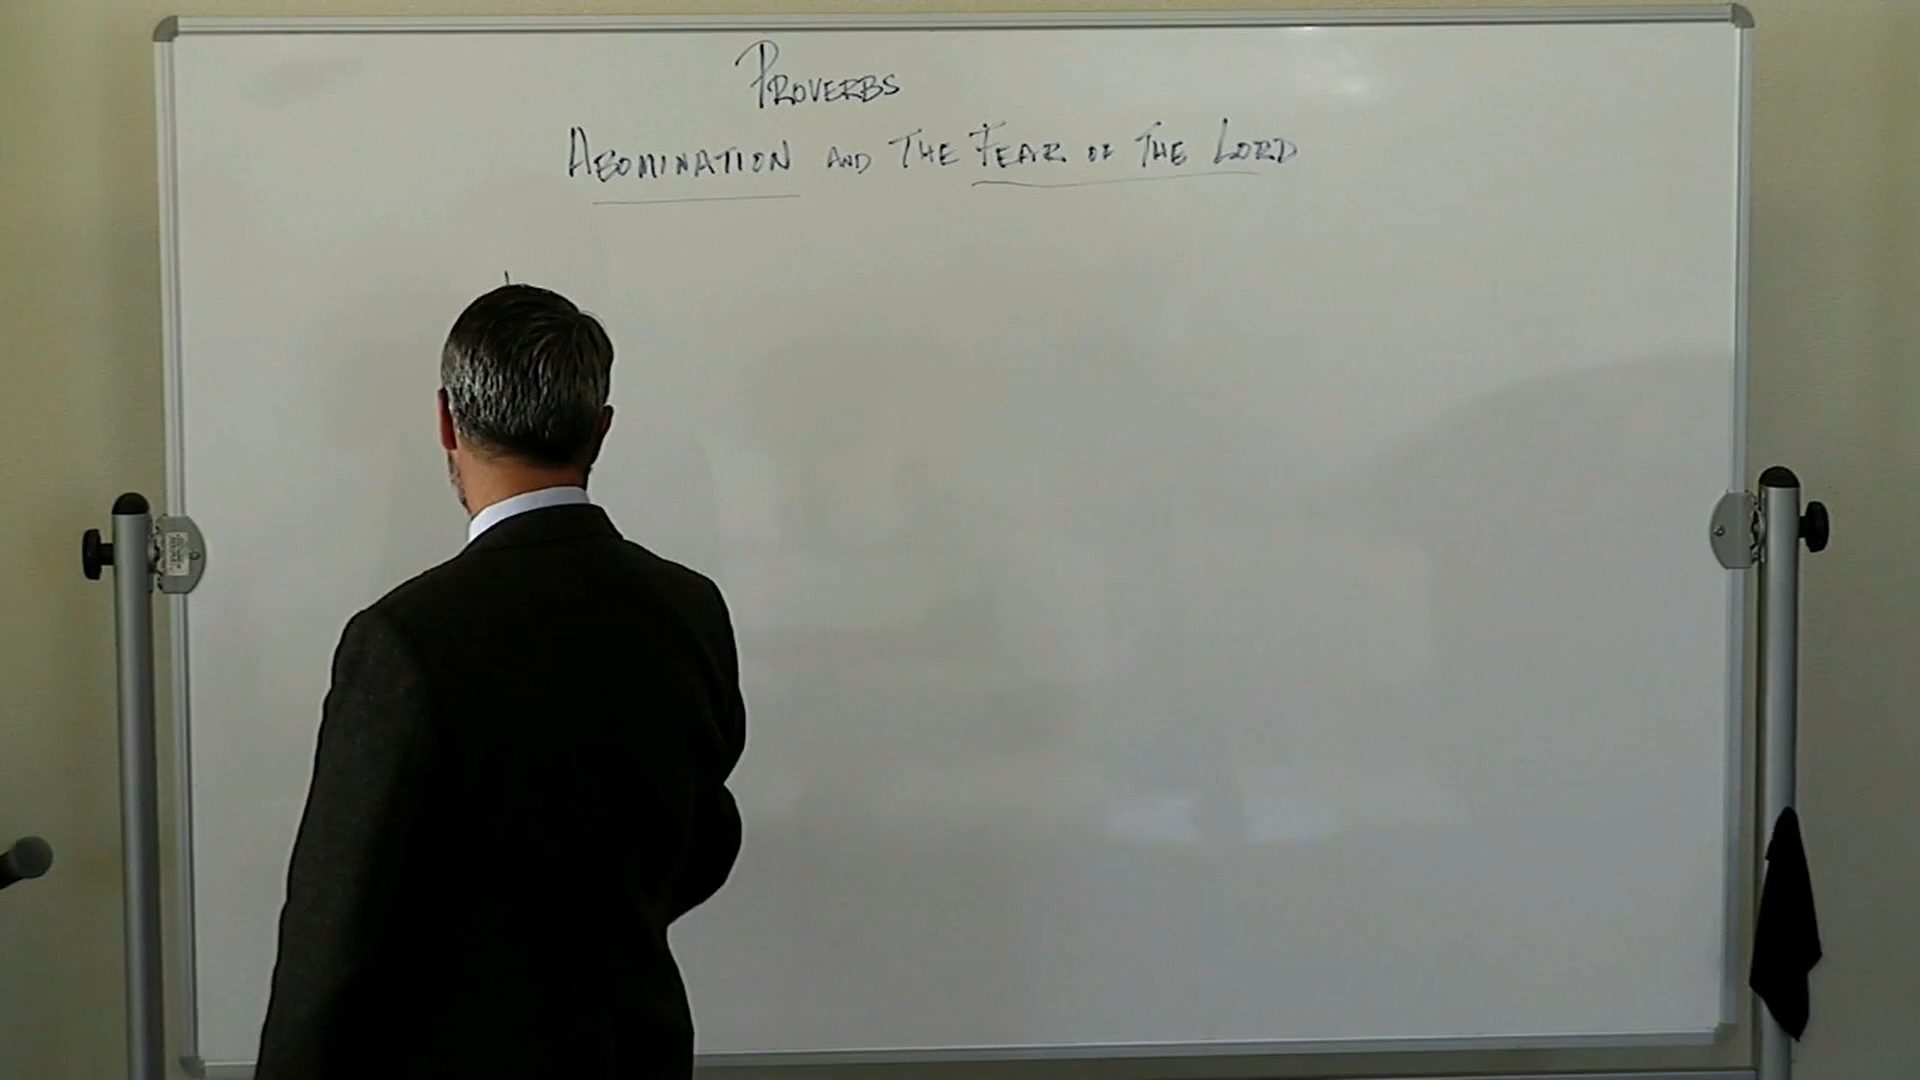 PROVERBS
ABOMINATION AND THE FEAR OF THE LORD